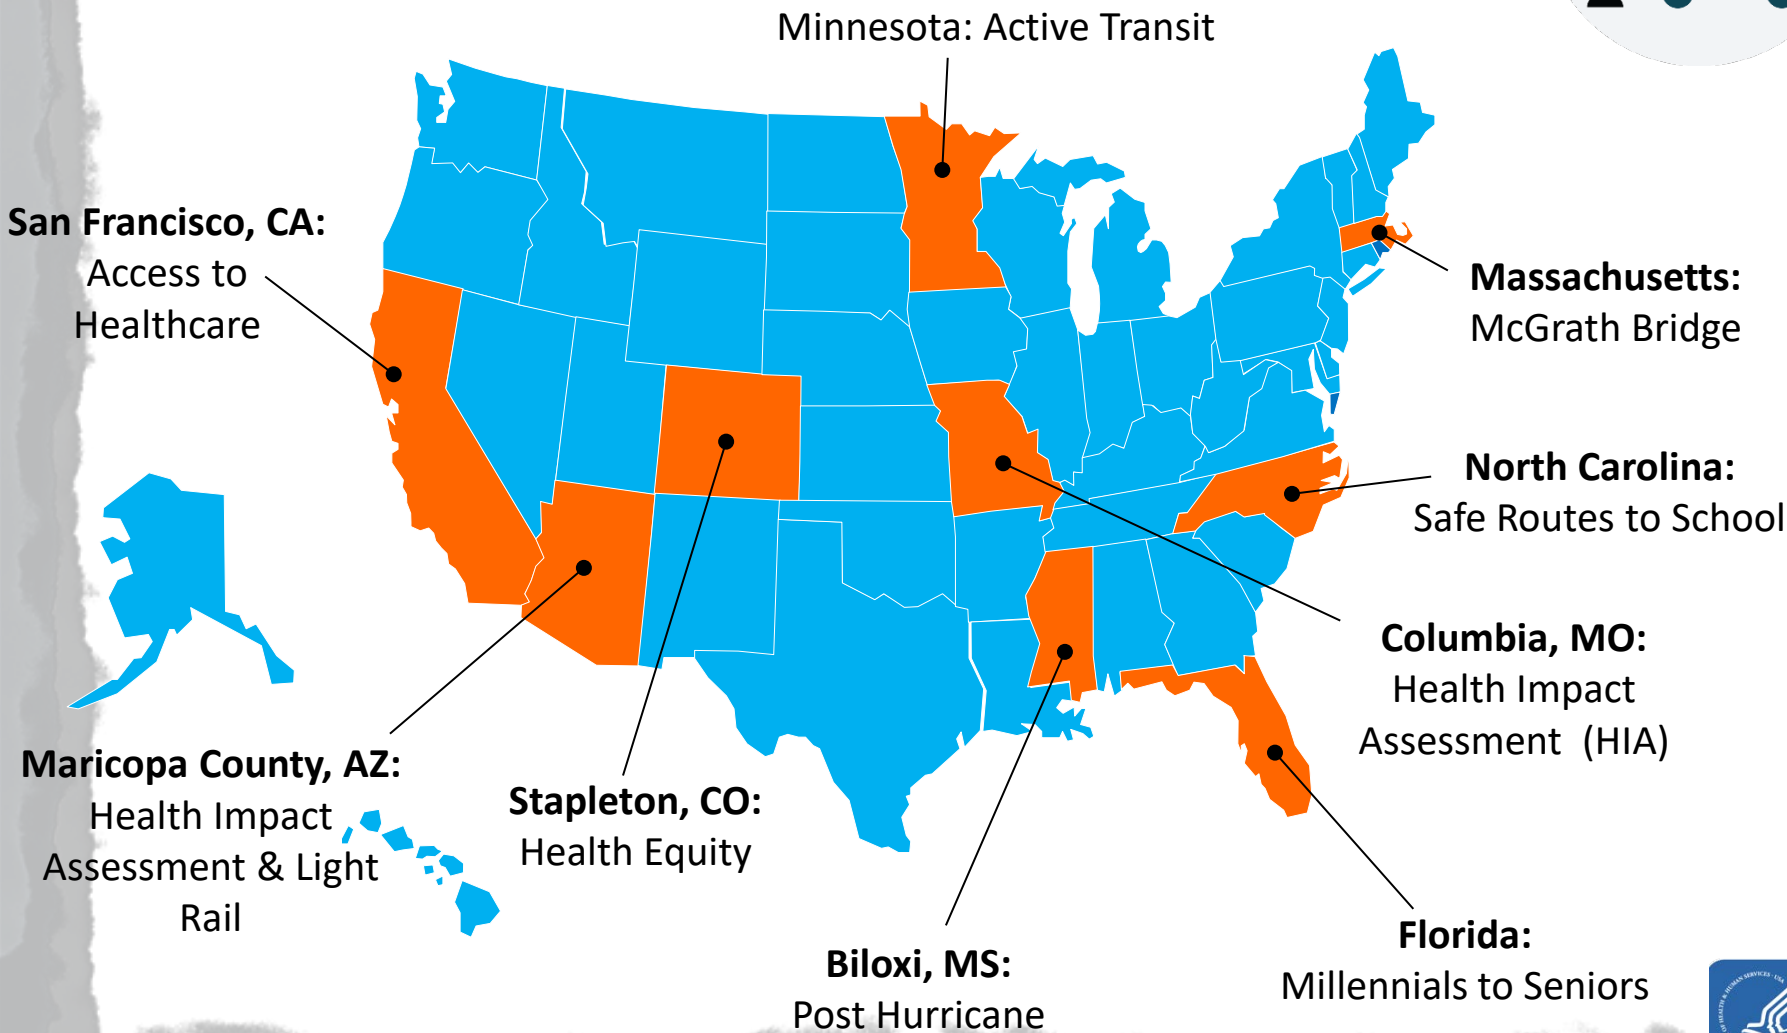 Minnesota: Active Transit
San Francisco, CA:
Access to
Healthcare
Massachusetts:
McGrath Bridge
North Carolina:
Safe Routes to School
Columbia, MO:
Health Impact
Assessment (HIA)
Maricopa County, AZ:
Health Impact
Assessment & Light
Rail
Stapleton, CO:
Health Equity
Biloxi, MS:
Post Hurricane
Florida:
Millennials to Seniors